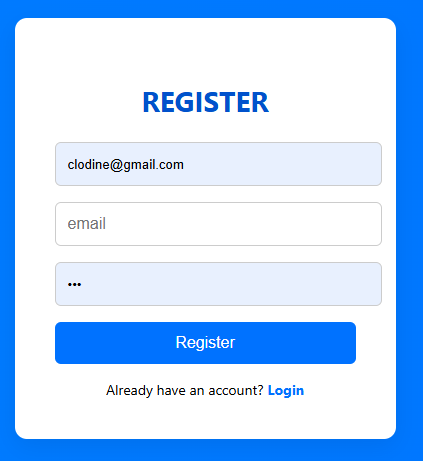 REGISTER
clodine@gmail.com
email
•••
Register
Already have an account? Login